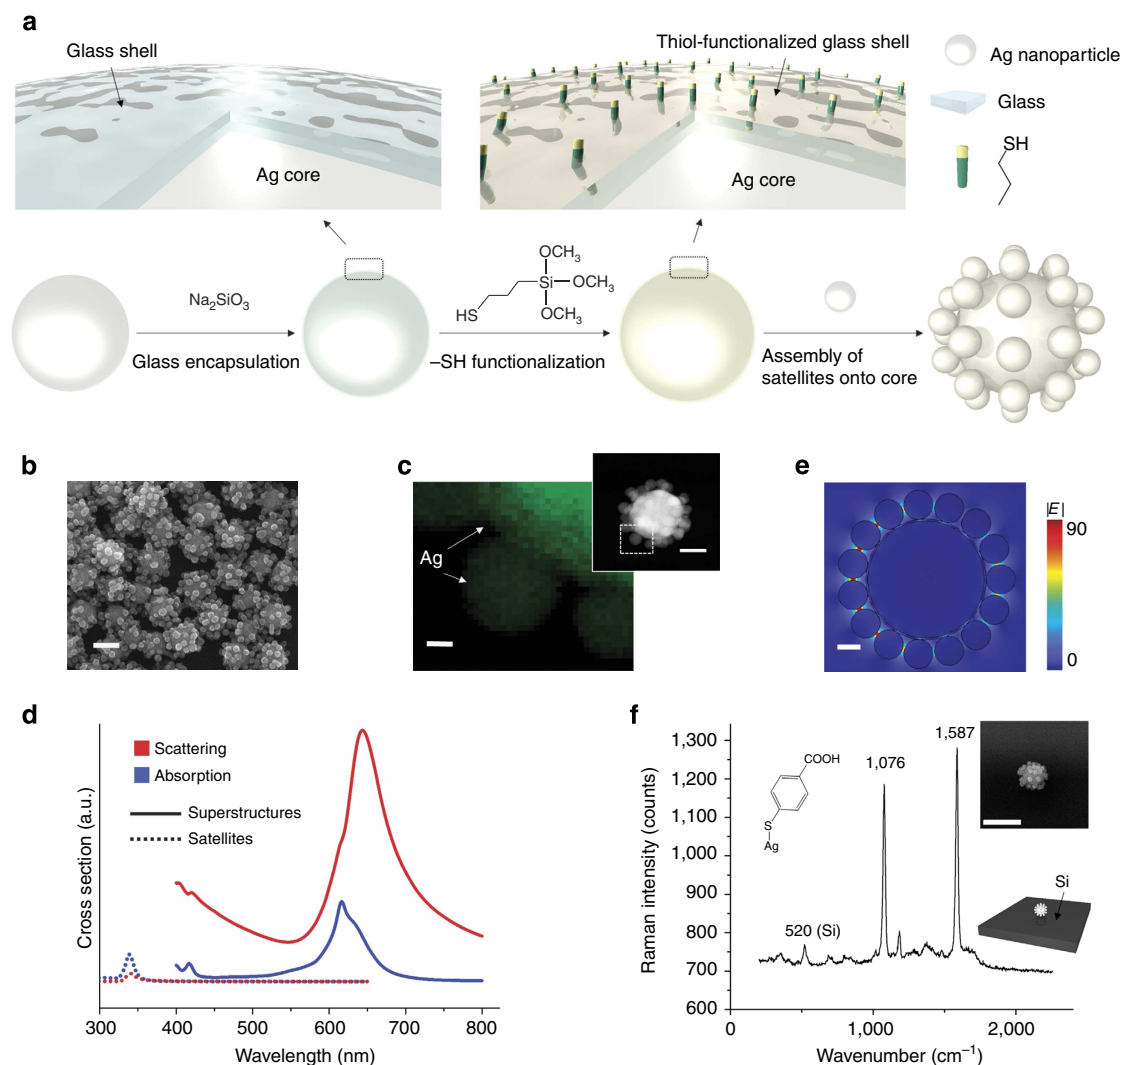 a
Glass shell
Ag core
Thiol-functionalized glass shell
Ag core
Ag nanoparticle
Glass
SH
Na2SiO3
Glass encapsulation
OCH3
Si
OCH3
OCH3
HS
–SH functionalization
Assembly of
satellites onto core
b
c
Ag
e
|E|
90
0
d
Cross section (a.u.)
Scattering
Absorption
Superstructures
Satellites
300
400
500
600
700
800
Wavelength (nm)
f
Raman intensity (counts)
1,300
1,200
1,100
1,000
900
800
700
600
COOH
S
Ag
1,076
1,587
520 (Si)
Si
0
1,000
2,000
Wavenumber (cm–1)